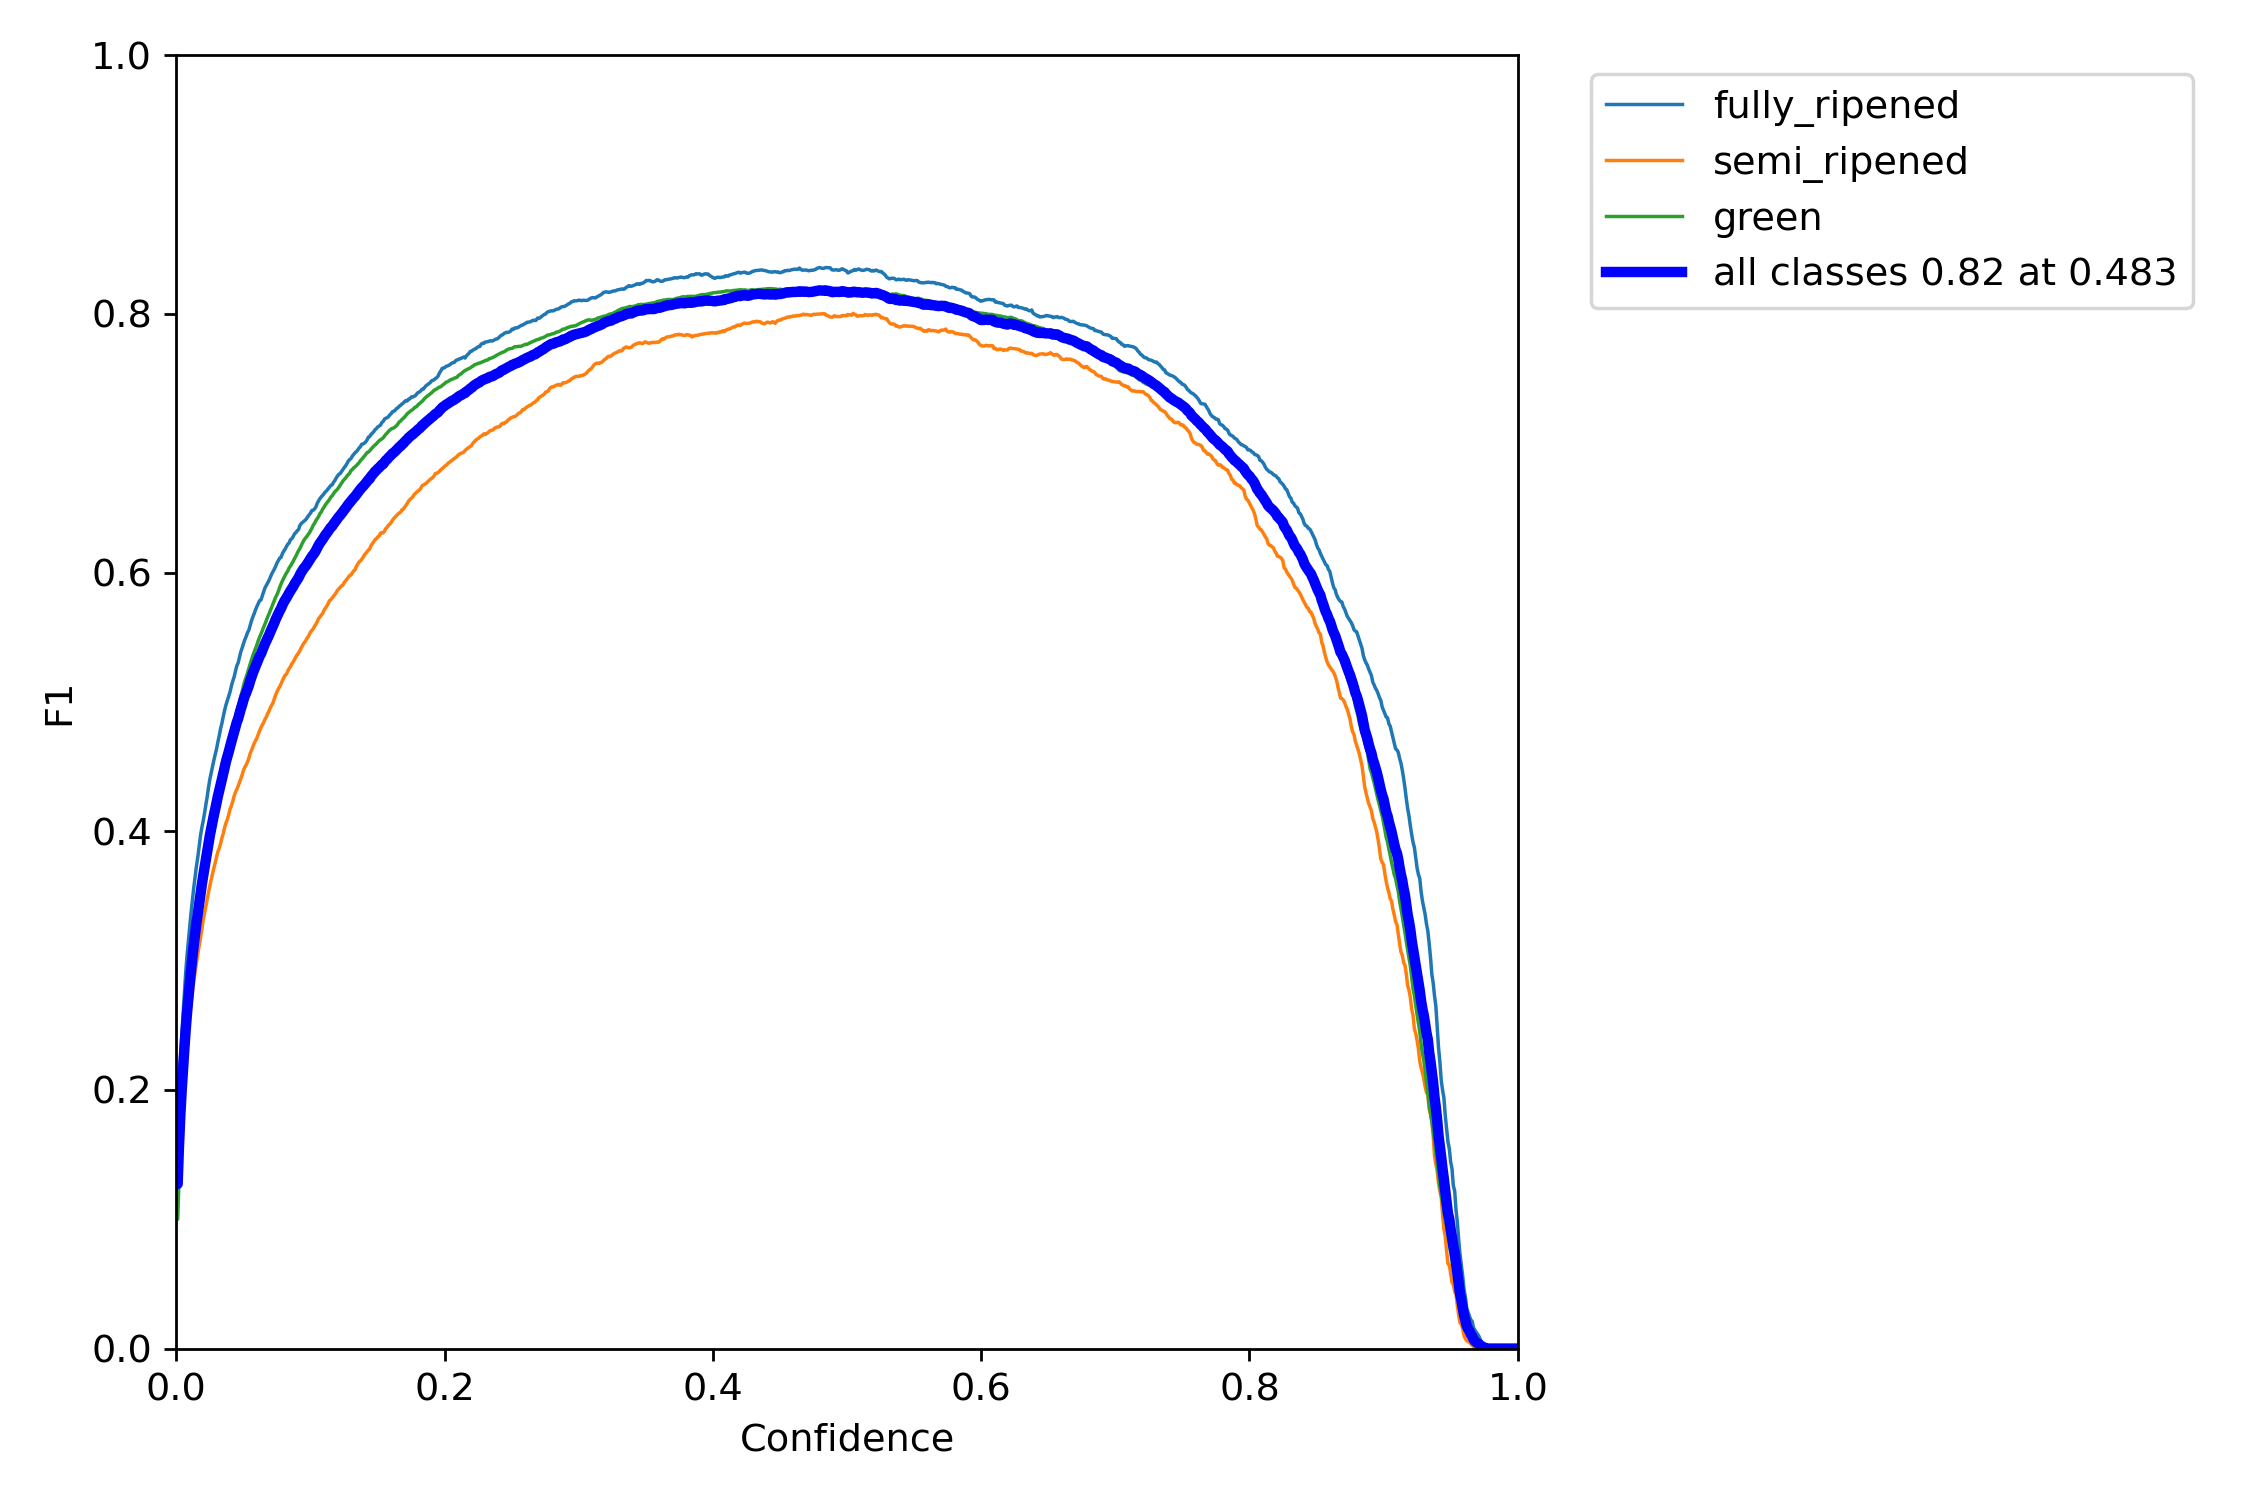 1.0
0.8
0.6
0.4
0.2
0.0
F1
0.0 0.2 0.4 0.6 0.8 1.0
Confidence
fully_ripened
semi_ripened
green
all classes 0.82 at 0.483